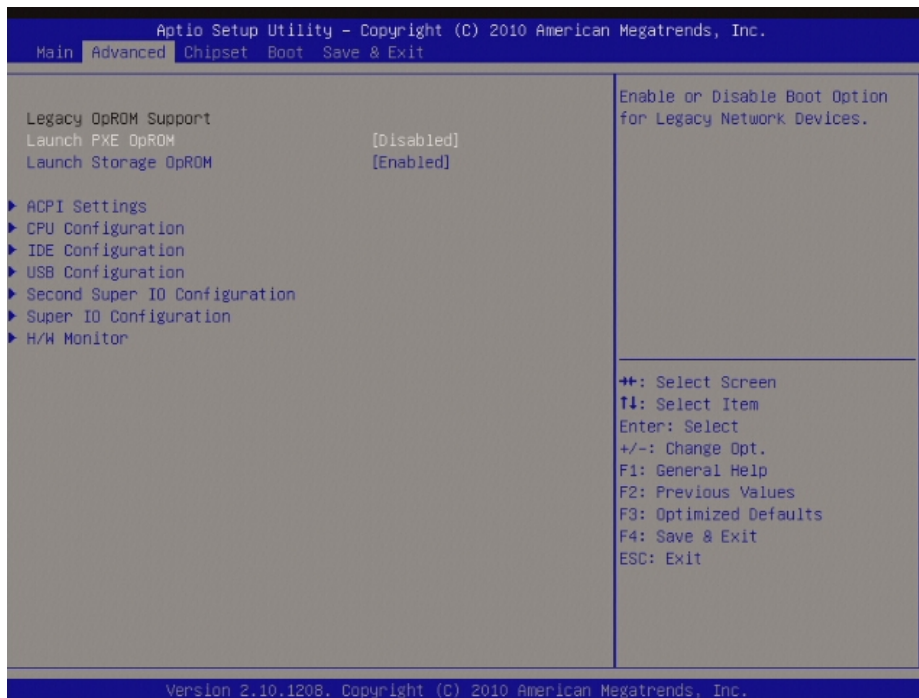 Aptio Setup Utility – Copyright (C) 2010 American Megatrends, Inc.
Main Advanced Chipset Boot Save & Exit
Legacy OpROM Support
Launch PXE OpROM [Disabled]
Launch Storage OpROM [Enabled]
▶ ACPI Settings
▶ CPU Configuration
▶ IDE Configuration
▶ USB Configuration
▶ Second Super IO Configuration
▶ Super IO Configuration
▶ H/W Monitor
Enable or Disable Boot Option
for Legacy Network Devices.
→←: Select Screen
↑↓: Select Item
Enter: Select
+/-: Change Opt.
F1: General Help
F2: Previous Values
F3: Optimized Defaults
F4: Save & Exit
ESC: Exit
Version 2.10.1208. Copyright (C) 2010 American Megatrends, Inc.